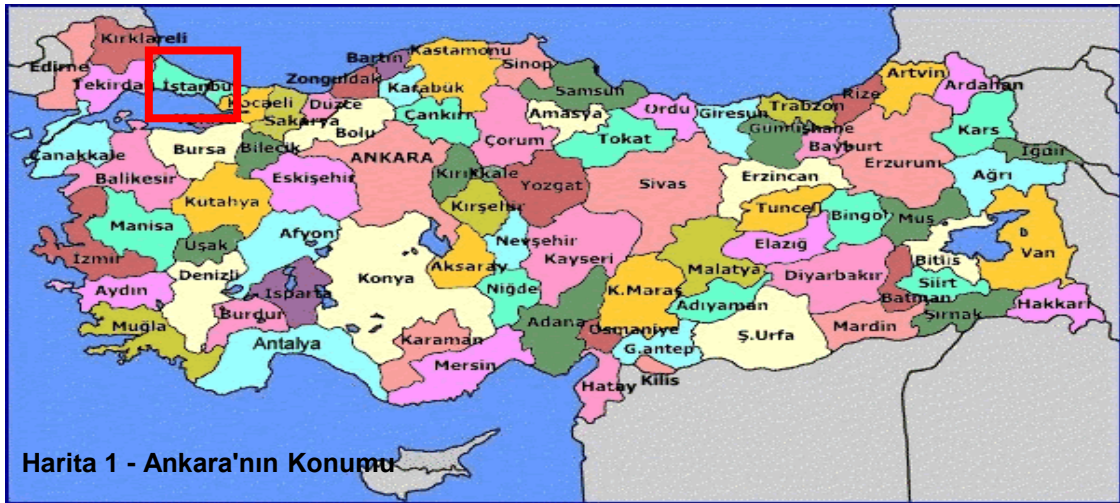 Kırklareli
Edirne
Tekirdağ
İstanbul
Kocaeli
Sakarya
Düzce
Zonguldak
Bartın
Karabük
Kastamonu
Sinop
Samsun
Ordu
Giresun
Trabzon
Rize
Artvin
Ardahan
Kars
Iğdır
Çanakkale
Balıkesir
Bursa
Bilecik
Bolu
Çankırı
Çorum
Amasya
Tokat
Gümüşhane
Bayburt
Erzurum
Ağrı
Kutahya
Eskişehir
ANKARA
Kırıkkale
Yozgat
Sivas
Erzincan
Tunceli
Bingöl
Muş
Manisa
Uşak
Afyon
Kırşehir
Nevşehir
Kayseri
Malatya
Elazığ
Diyarbakır
Bitlis
Van
İzmir
Aydın
Denizli
Isparta
Burdur
Konya
Aksaray
Niğde
K.Maraş
Adıyaman
Batman
Siirt
Şırnak
Hakkari
Muğla
Antalya
Karaman
Mersin
Adana
Osmaniye
G.antep
Ş.Urfa
Mardin
Hatay
Kilis
Harita 1 - Ankara'nın Konumu